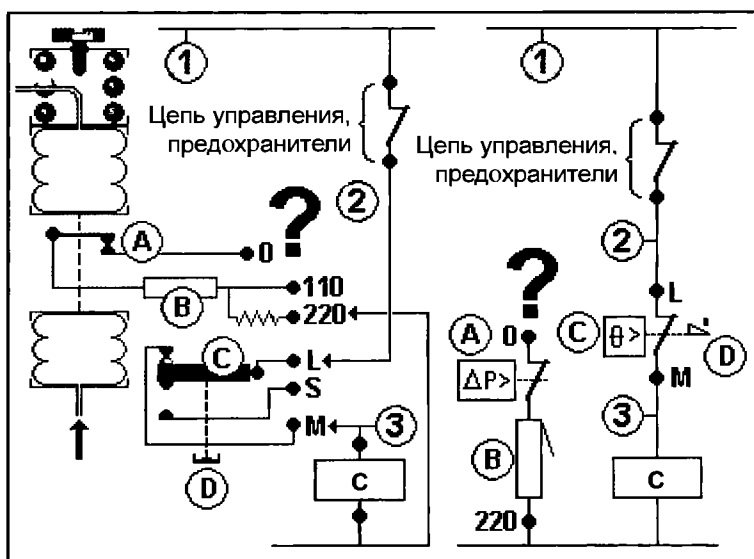 1
1
Цепь управления,
предохранители
Цепь управления,
предохранители
2
?
2
?
A
0
L
B
110
220
A
0
C
θ>
D
C
L
ΔP>
S
M
M
3
3
B
D
C
220
C